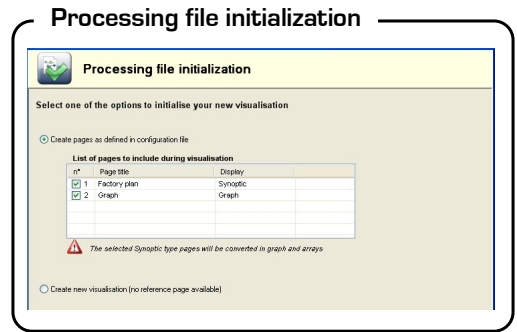 Processing file initialization
Processing file initialization
Select one of the options to initialise your new visualisation
Create pages as defined in configuration file
List of pages to include during visualisation
n° Page title Display
1 Factory plan Synoptic
2 Graph Graph
The selected Synoptic type pages will be converted in graph and arrays
Create new visualisation (no reference page available)